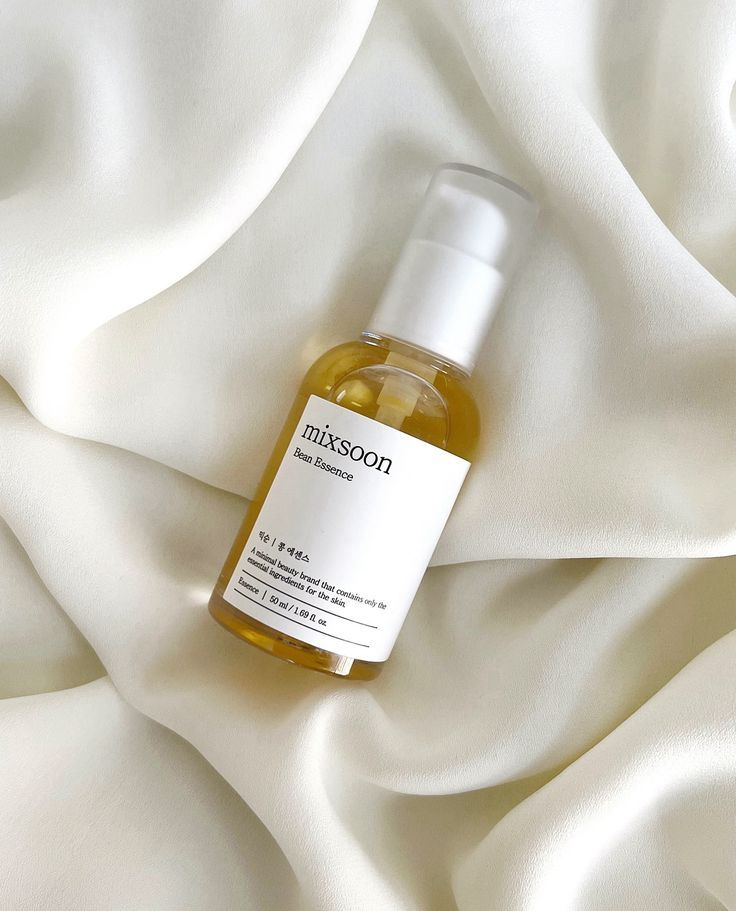 mixsoon
Bean Essence
믹순 | 콩 에센스
A minimal beauty brand that contains only the
essential ingredients for the skin.
Essence | 50 ml / 1.69 fl. oz.